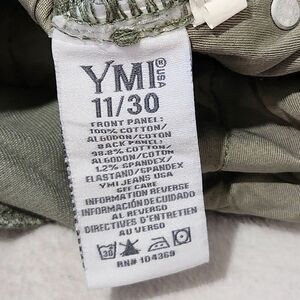 YMI® USA
11/30
FRONT PANEL:
100% COTTON/
ALGODON/COTON
BACK PANEL:
98.8% COTTON/
ALGODON/COTON
1.2% SPANDEX/
ELASTANO/SPANDEX
YMI JEANS USA
SEE CARE
INFORMATION REVERSE
INFORMACIÓN DE CUIDADO
AL REVERSO
DIRECTIVES D'ENTRETIEN
AU VERSO
30
RN# 104369